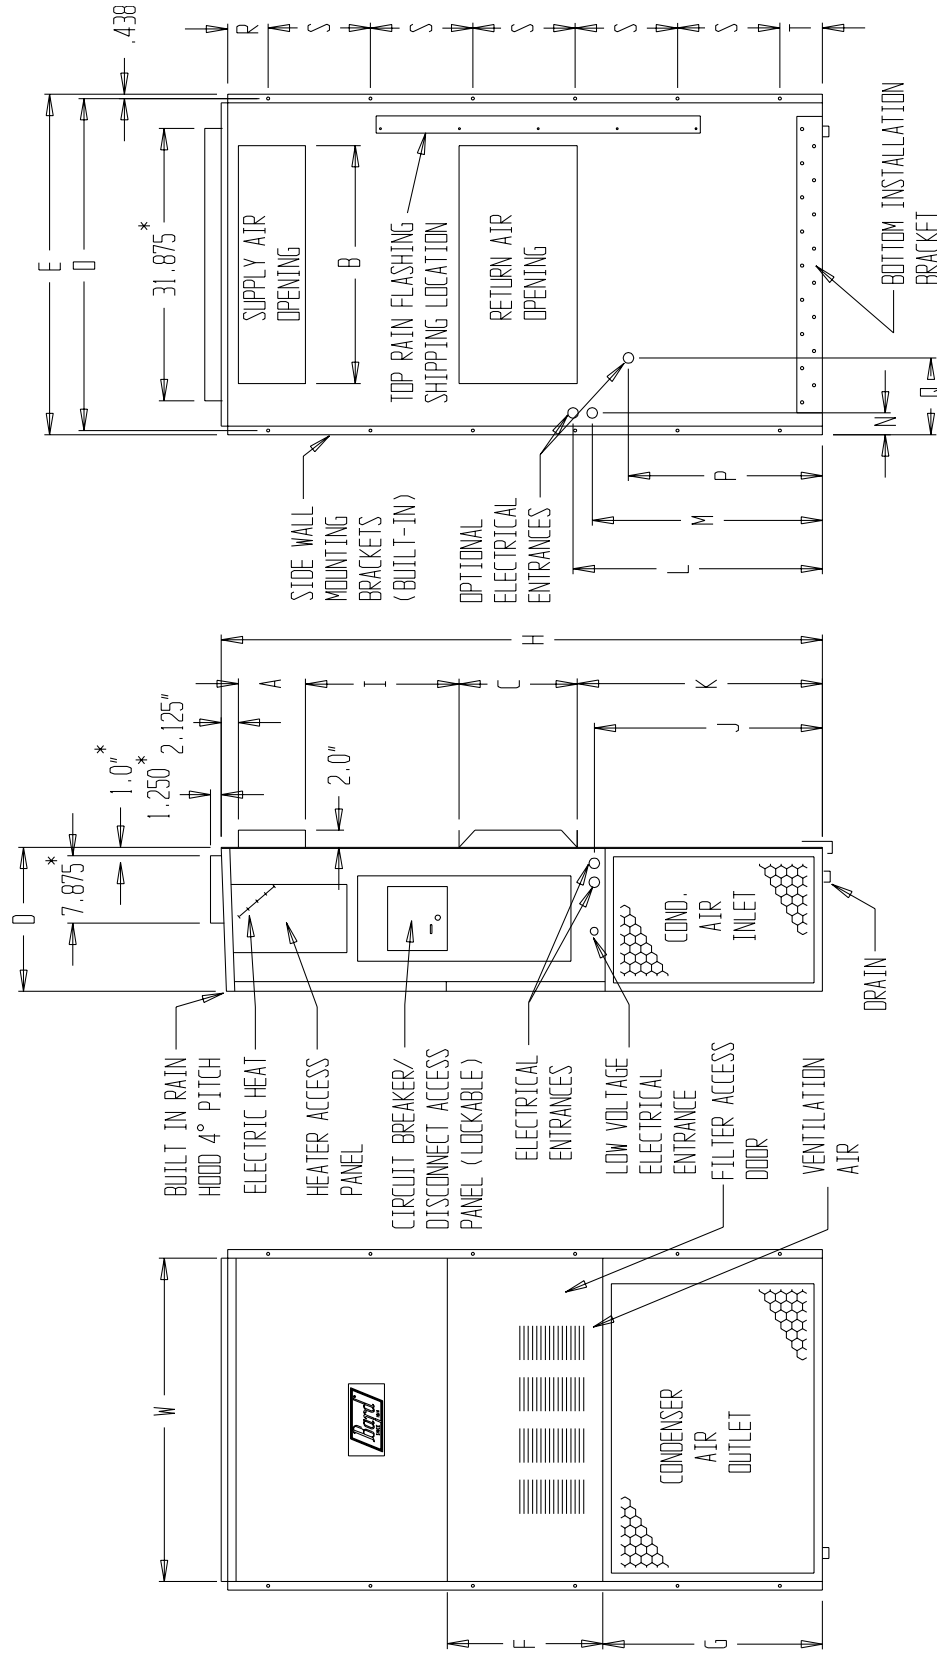 W
F
G
Bard
CONDENSER
AIR
OUTLET
BUILT IN RAIN
HOOD 4° PITCH
ELECTRIC HEAT
HEATER ACCESS
PANEL
CIRCUIT BREAKER/
DISCONNECT ACCESS
PANEL (LOCKABLE)
ELECTRICAL
ENTRANCES
LOW VOLTAGE
ELECTRICAL
ENTRANCE
FILTER ACCESS
DOOR
VENTILATION
AIR
D
7.875*
1.0"*
1.250*
2.125"
A
2.0"
I
C
K
J
H
COND.
AIR
INLET
DRAIN
SIDE WALL
MOUNTING
BRACKETS
(BUILT-IN)
OPTIONAL
ELECTRICAL
ENTRANCES
L
M
P
E
O
31.875*
.438
SUPPLY AIR
OPENING
B
TOP RAIN FLASHING
SHIPPING LOCATION
RETURN AIR
OPENING
R
S
S
S
S
S
T
N
Q
BOTTOM INSTALLATION
BRACKET